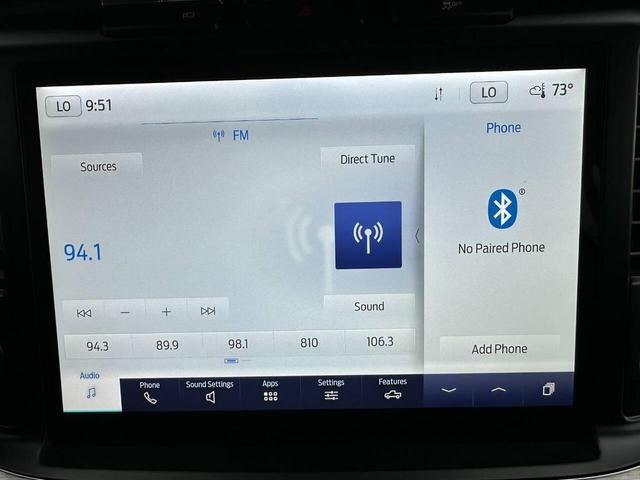 LO 9:51 LO 73°
FM Phone
Sources Direct Tune
®
94.1 No Paired Phone
Sound
94.3 89.9 98.1 810 106.3 Add Phone
Audio Phone Sound Settings Apps Settings Features